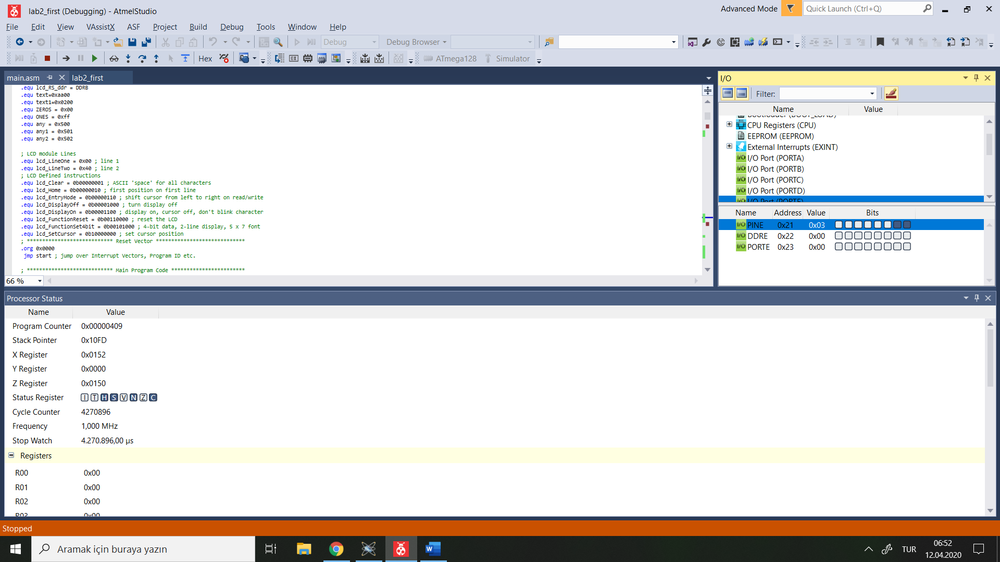 lab2_first (Debugging) - AtmelStudio
Advanced Mode
Quick Launch (Ctrl+Q)
File Edit View VAssistX ASF Project Build Debug Tools Window Help
Debug Debug Browser
Hex ATmega128 Simulator
main.asm lab2_first
.equ lcd_RS_ddr = DDRB
.equ text=0xaa00
.equ text1=0x0200
.equ ZEROS = 0x00
.equ ONES = 0xff
.equ any = 0x500
.equ any1 = 0x501
.equ any2 = 0x502
; LCD module Lines
.equ lcd_LineOne = 0x00 ; line 1
.equ lcd_LineTwo = 0x40 ; line 2
; LCD Defined instructions
.equ lcd_Clear = 0b00000001 ; ASCII 'space' for all characters
.equ lcd_Home = 0b00000010 ; first position on first line
.equ lcd_EntryMode = 0b00000110 ; shift cursor from left to right on read/write
.equ lcd_DisplayOff = 0b00001000 ; turn display off
.equ lcd_DisplayOn = 0b00001100 ; display on, cursor off, don't blink character
.equ lcd_FunctionReset = 0b00110000 ; reset the LCD
.equ lcd_FunctionSet4bit = 0b00101000 ; 4-bit data, 2-line display, 5 x 7 font
.equ lcd_SetCursor = 0b10000000 ; set cursor position
; **************************** Reset Vector *****************************
.org 0x0000
jmp start ; jump over Interrupt Vectors, Program ID etc.
; **************************** Main Program Code ************************
66 %
I/O
Filter:
Name Value
Bootloader (BOOT_LOAD)
CPU Registers (CPU)
EEPROM (EEPROM)
External Interrupts (EXINT)
I/O Port (PORTA)
I/O Port (PORTB)
I/O Port (PORTC)
I/O Port (PORTD)
I/O Port (PORTE)
Name Address Value Bits
PINE 0x21 0x03
DDRE 0x22 0x00
PORTE 0x23 0x00
Processor Status
Name Value
Program Counter 0x00000409
Stack Pointer 0x10FD
X Register 0x0152
Y Register 0x0000
Z Register 0x0150
Status Register I T H S V N Z C
Cycle Counter 4270896
Frequency 1,000 MHz
Stop Watch 4.270.896,00 µs
Registers
R00 0x00
R01 0x00
R02 0x00
R03 0x00
Stopped
Aramak için buraya yazın
TUR
06:52
12.04.2020